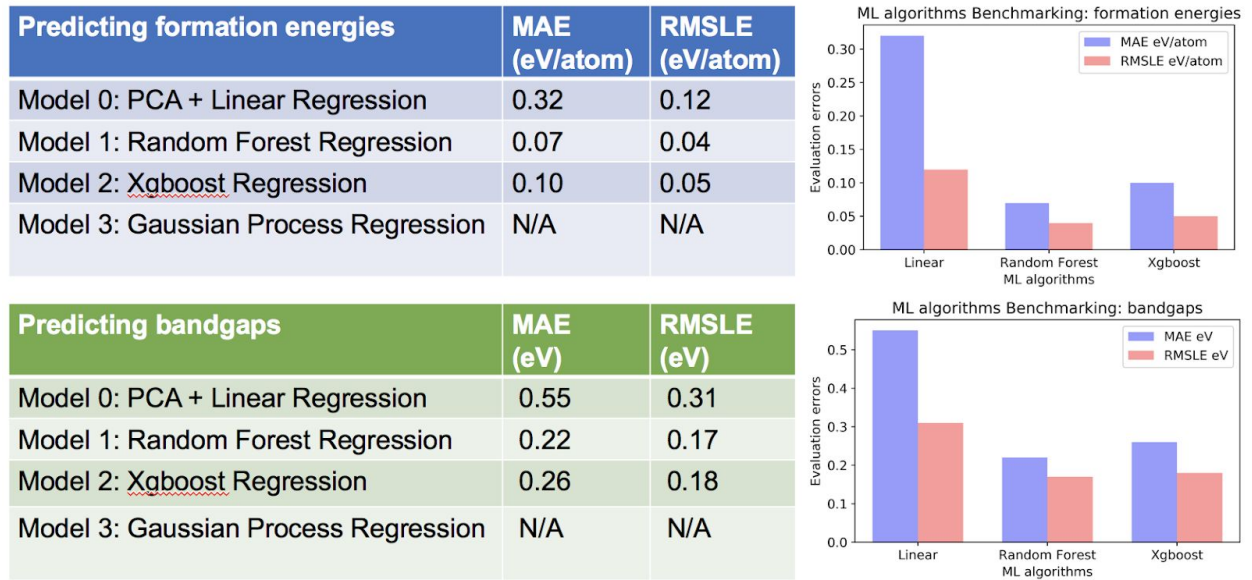 Predicting formation energies MAE (eV/atom) RMSLE (eV/atom)
Model 0: PCA + Linear Regression 0.32 0.12
Model 1: Random Forest Regression 0.07 0.04
Model 2: Xgboost Regression 0.10 0.05
Model 3: Gaussian Process Regression N/A N/A
ML algorithms Benchmarking: formation energies
MAE eV/atom
RMSLE eV/atom
Evaluation errors
0.30
0.25
0.20
0.15
0.10
0.05
0.00
Linear Random Forest Xgboost
ML algorithms
Predicting bandgaps MAE (eV) RMSLE (eV)
Model 0: PCA + Linear Regression 0.55 0.31
Model 1: Random Forest Regression 0.22 0.17
Model 2: Xgboost Regression 0.26 0.18
Model 3: Gaussian Process Regression N/A N/A
ML algorithms Benchmarking: bandgaps
MAE eV
RMSLE eV
Evaluation errors
0.5
0.4
0.3
0.2
0.1
0.0
Linear Random Forest Xgboost
ML algorithms